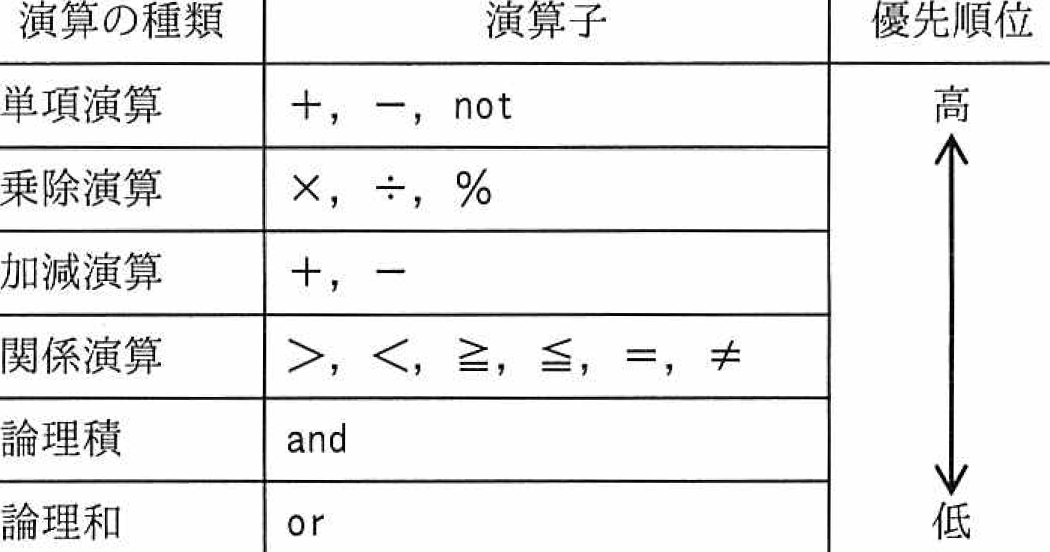 演算の種類 演算子 優先順位
単項演算 +, −, not 高
乗除演算 ×, ÷, %
加減演算 +, −
関係演算 >, <, ≧, ≦, =, ≠
論理積 and
論理和 or 低